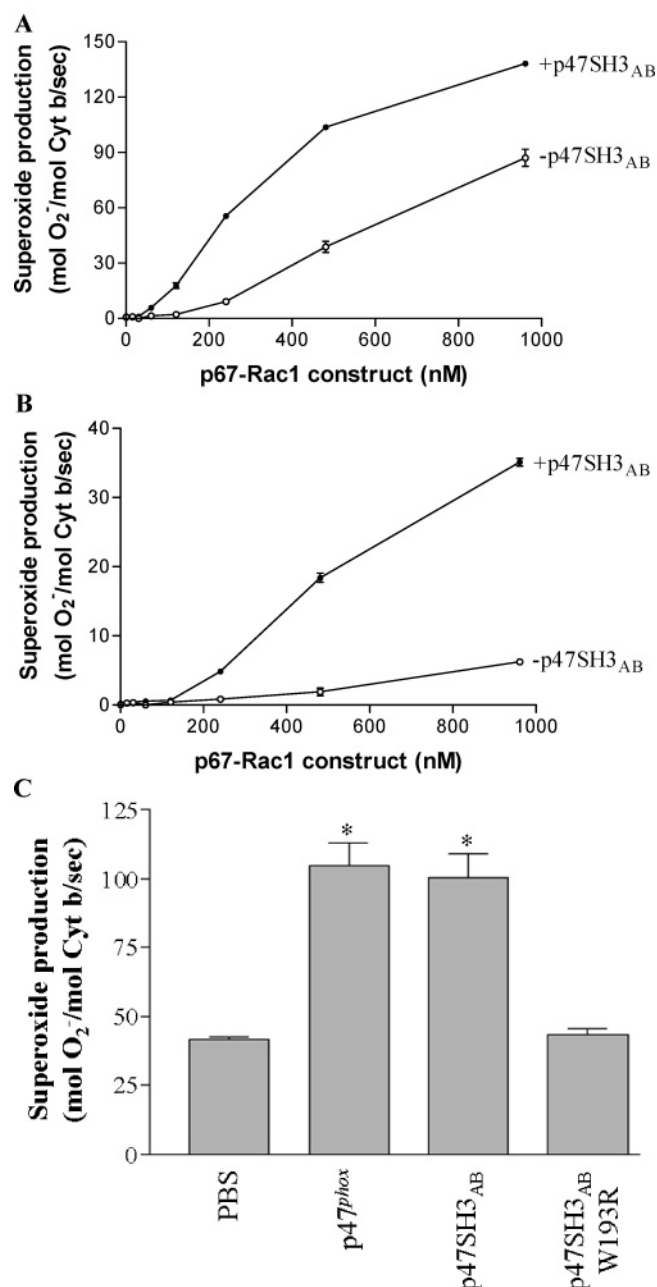 A
Superoxide production
(mol O₂⁻/mol Cyt b/sec)
150
120
90
60
30
0
+p47SH3AB
-p47SH3AB
0 200 400 600 800 1000
p67-Rac1 construct (nM)
B
Superoxide production
(mol O₂⁻/mol Cyt b/sec)
40
30
20
10
0
+p47SH3AB
-p47SH3AB
0 200 400 600 800 1000
p67-Rac1 construct (nM)
C
Superoxide production
(mol O₂⁻/mol Cyt b/sec)
125
100
75
50
25
0
* *
PBS
p47phox
p47SH3AB
p47SH3AB
W193R